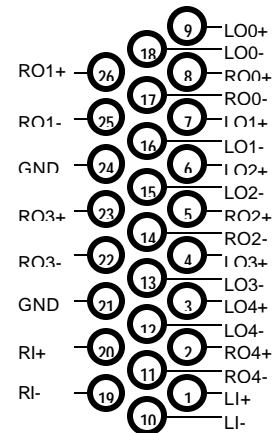 9 LO0+
18 LO0-
RO1+ 26 8 RO0+
17 RO0-
RO1- 25 7 LO1+
16 LO1-
GND 24 6 LO2+
15 LO2-
RO3+ 23 5 RO2+
14 RO2-
RO3- 22 4 LO3+
13 LO3-
GND 21 3 LO4+
12 LO4-
RI+ 20 2 RO4+
11 RO4-
RI- 19 1 LI+
10 LI-